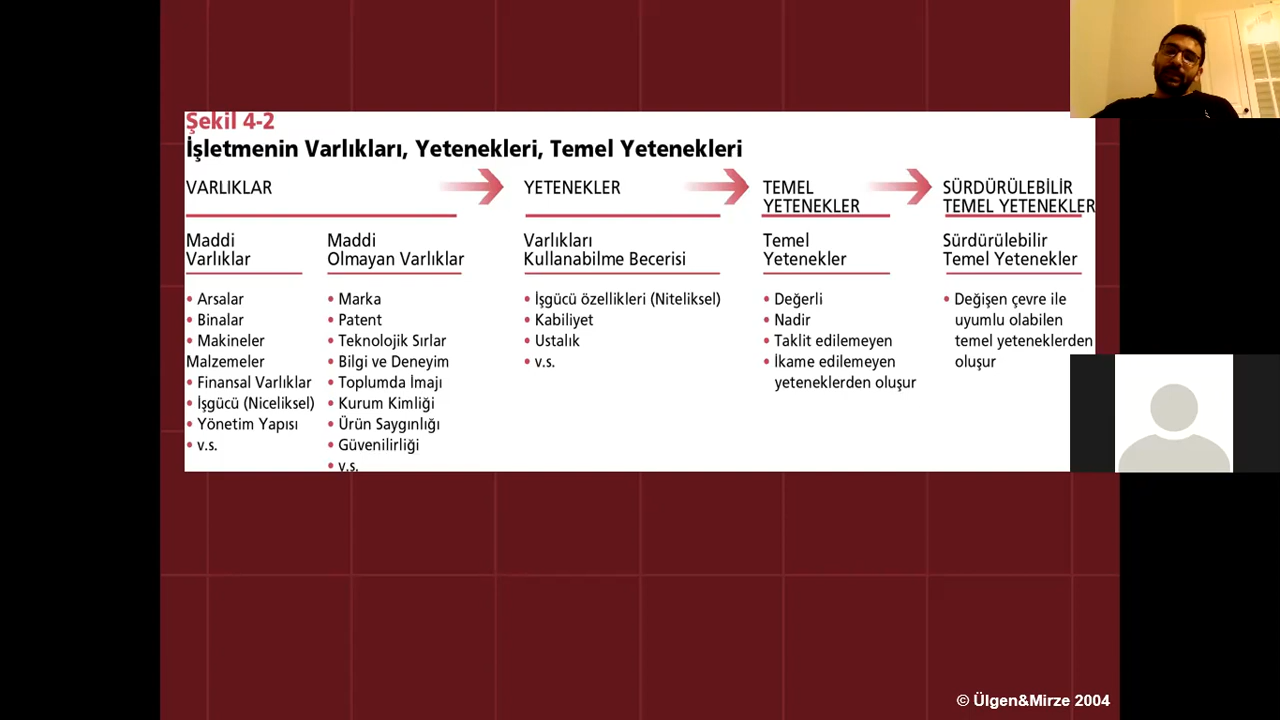 Şekil 4-2
İşletmenin Varlıkları, Yetenekleri, Temel Yetenekleri
VARLIKLAR
YETENEKLER
TEMEL
YETENEKLER
SÜRDÜRÜLEBİLİR
TEMEL YETENEKLER
Maddi
Varlıklar
• Arsalar
• Binalar
• Makineler
Malzemeler
• Finansal Varlıklar
• İşgücü (Niceliksel)
• Yönetim Yapısı
• v.s.
Maddi
Olmayan Varlıklar
• Marka
• Patent
• Teknolojik Sırlar
• Bilgi ve Deneyim
• Toplumda İmajı
• Kurum Kimliği
• Ürün Saygınlığı
• Güvenilirliği
• v.s.
Varlıkları
Kullanabilme Becerisi
• İşgücü özellikleri (Niteliksel)
• Kabiliyet
• Ustalık
• v.s.
Temel
Yetenekler
• Değerli
• Nadir
• Taklit edilemeyen
• İkame edilemeyen
yeteneklerden oluşur
Sürdürülebilir
Temel Yetenekler
• Değişen çevre ile
uyumlu olabilen
temel yeteneklerden
oluşur
© Ülgen&Mirze 2004